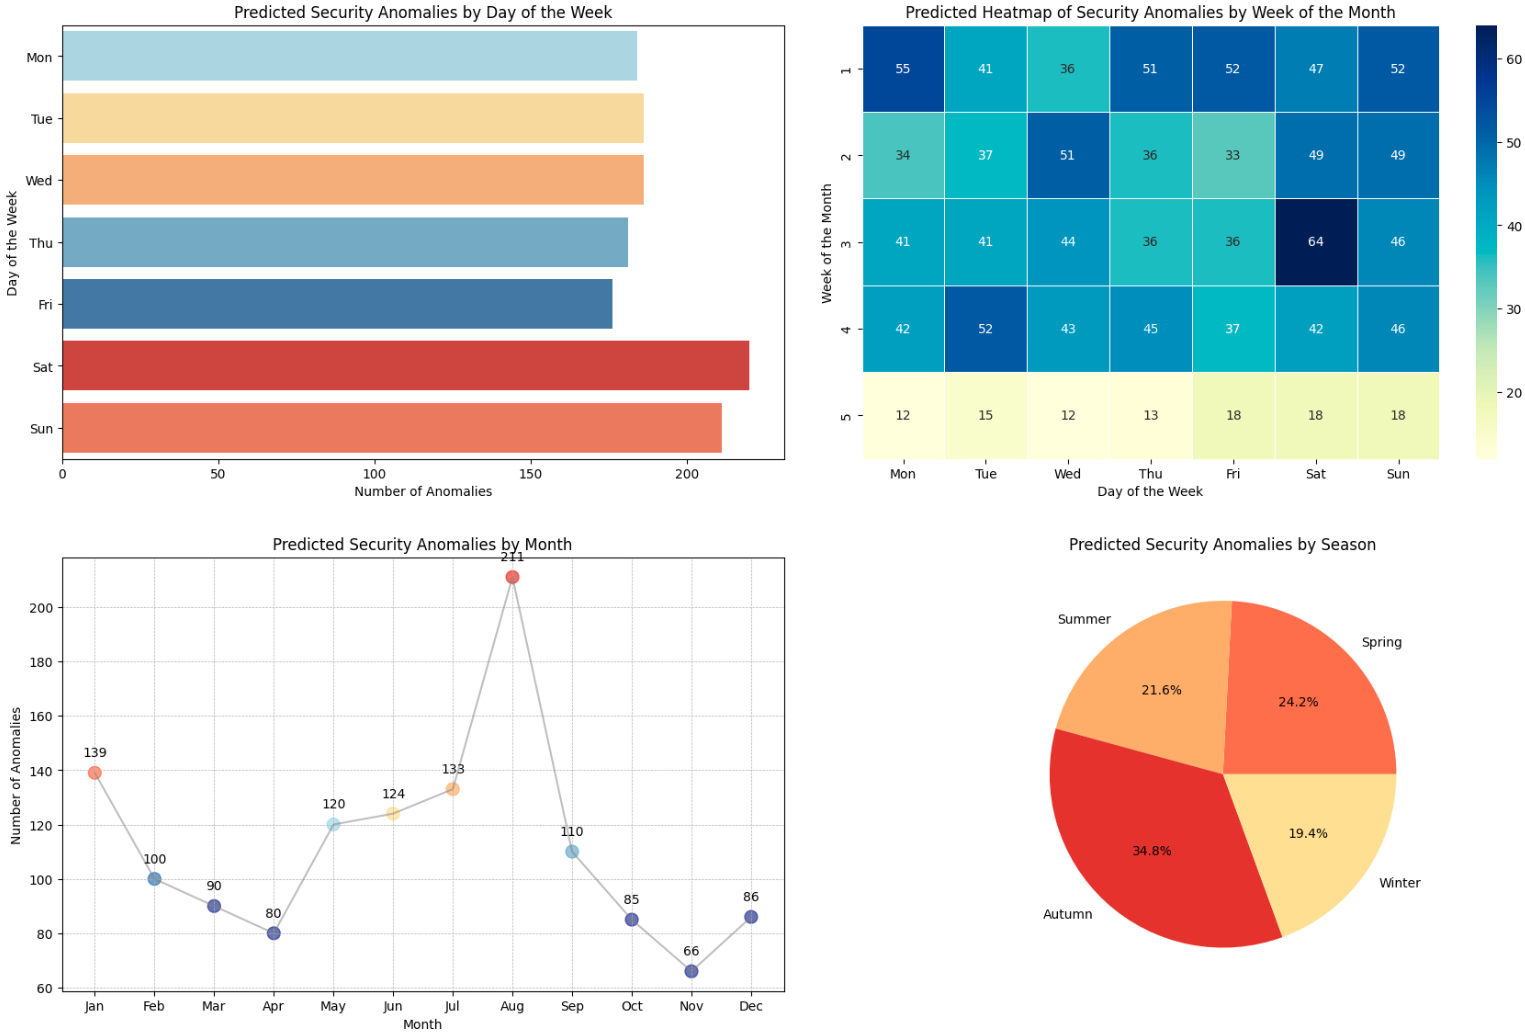 Predicted Security Anomalies by Day of the Week
Mon
Tue
Wed
Thu
Fri
Sat
Sun
Day of the Week
0 50 100 150 200
Number of Anomalies
Predicted Heatmap of Security Anomalies by Week of the Month
Week of the Month
1 55 41 36 51 52 47 52
2 34 37 51 36 33 49 49
3 41 41 44 36 36 64 46
4 42 52 43 45 37 42 46
5 12 15 12 13 18 18 18
Mon Tue Wed Thu Fri Sat Sun
Day of the Week
60
50
40
30
20
Predicted Security Anomalies by Month
Number of Anomalies
200
180
160
140
120
100
80
60
139 100 90 80 120 124 133 211 110 85 66 86
Jan Feb Mar Apr May Jun Jul Aug Sep Oct Nov Dec
Month
Predicted Security Anomalies by Season
Summer
Spring
21.6%
24.2%
34.8%
19.4%
Autumn
Winter